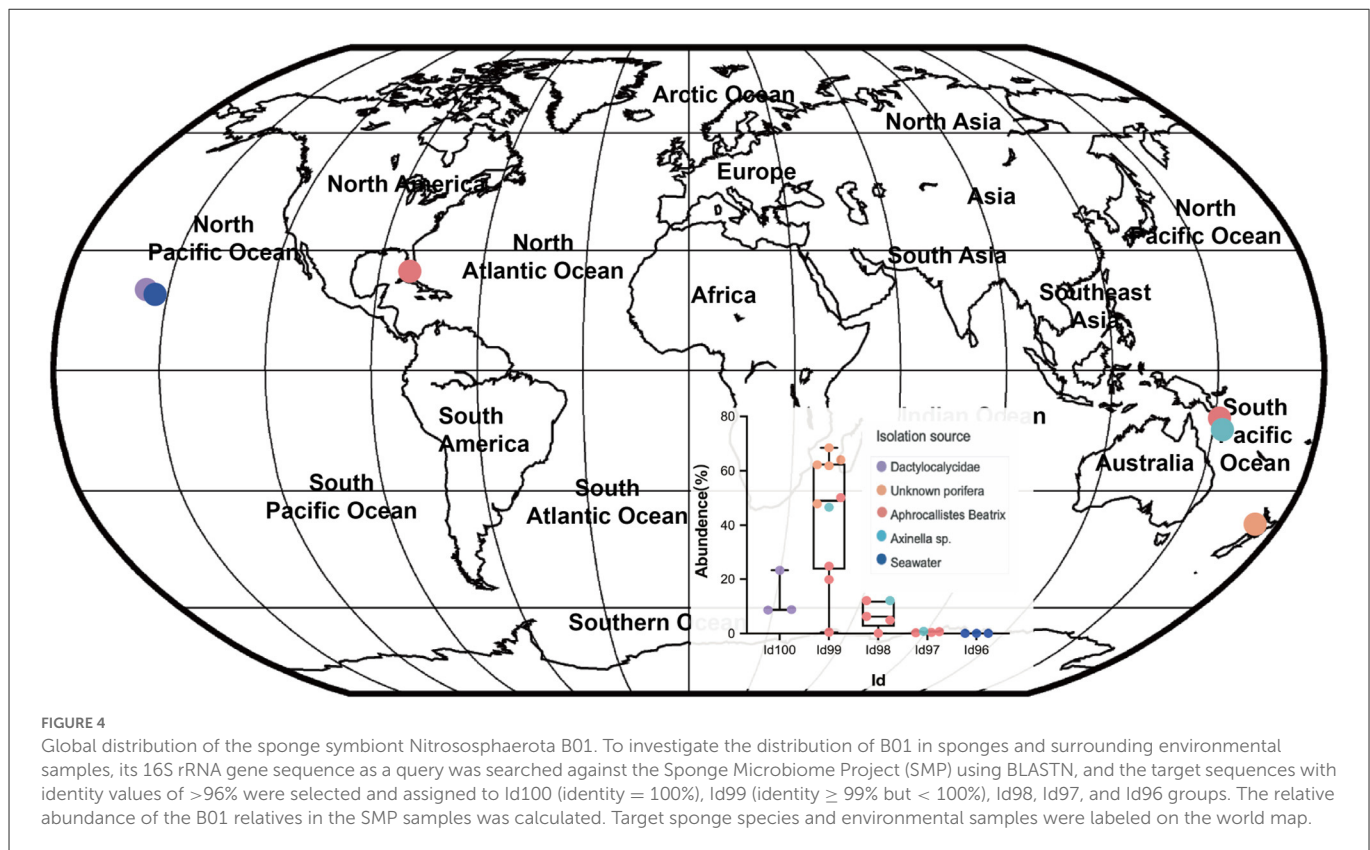 Arctic Ocean
North Asia
North America
Europe
Asia
North
Pacific Ocean
North
Atlantic Ocean
North
Pacific Ocean
South Asia
Africa
Southeast
Asia
South
America
South
Pacific Ocean
South
Atlantic Ocean
Indian Ocean
Australia
South
Pacific
Ocean
Southern Ocean
80
60
40
20
0
Abundence(%)
Isolation source
Dactylocalycidae
Unknown porifera
Aphrocallistes Beatrix
Axinella sp.
Seawater
Id100 Id99 Id98 Id97 Id96
Id
FIGURE 4
Global distribution of the sponge symbiont Nitrososphaerota B01. To investigate the distribution of B01 in sponges and surrounding environmental
samples, its 16S rRNA gene sequence as a query was searched against the Sponge Microbiome Project (SMP) using BLASTN, and the target sequences with
identity values of >96% were selected and assigned to Id100 (identity = 100%), Id99 (identity ≥ 99% but < 100%), Id98, Id97, and Id96 groups. The relative
abundance of the B01 relatives in the SMP samples was calculated. Target sponge species and environmental samples were labeled on the world map.